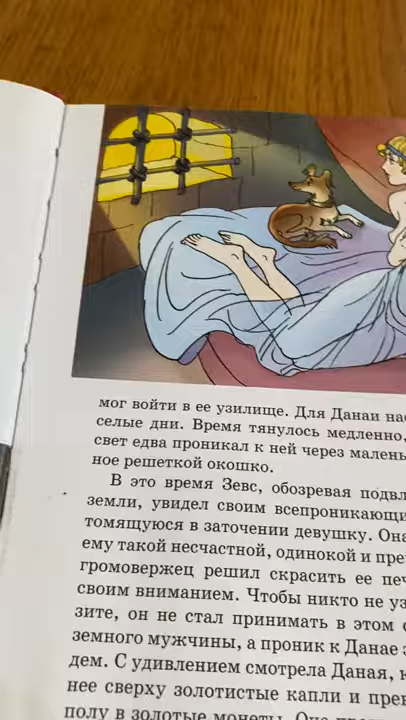 мог войти в ее узилище. Для Данаи нас
селые дни. Время тянулось медленно,
свет едва проникал к ней через малень
ное решеткой окошко.
В это время Зевс, обозревая подвл
земли, увидел своим всепроникающи
томящуюся в заточении девушку. Она
ему такой несчастной, одинокой и пре
громовержец решил скрасить ее печ
своим вниманием. Чтобы никто не уз
зите, он не стал принимать в этом с
земного мужчины, а проник к Данае з
дем. С удивлением смотрела Даная, к
нее сверху золотистые капли и прев
полу в золотые монеты. Она